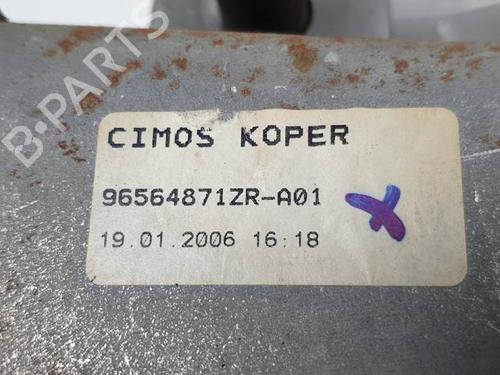 B-PARTS
CIMOS KOPER
96564871ZR-A01
19.01.2006 16:18